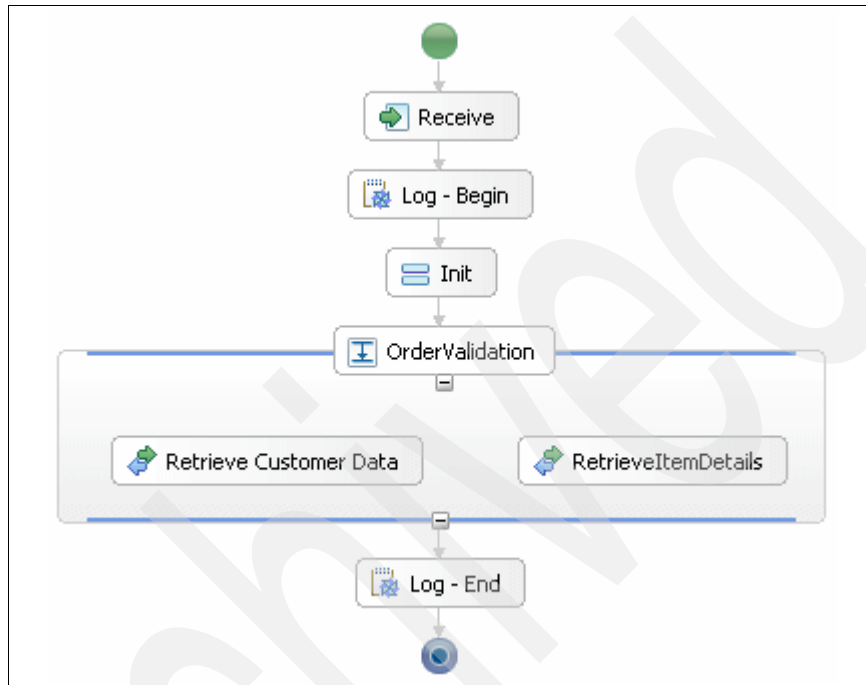 Receive
Log - Begin
Init
OrderValidation
Retrieve Customer Data
RetrieveItemDetails
Log - End